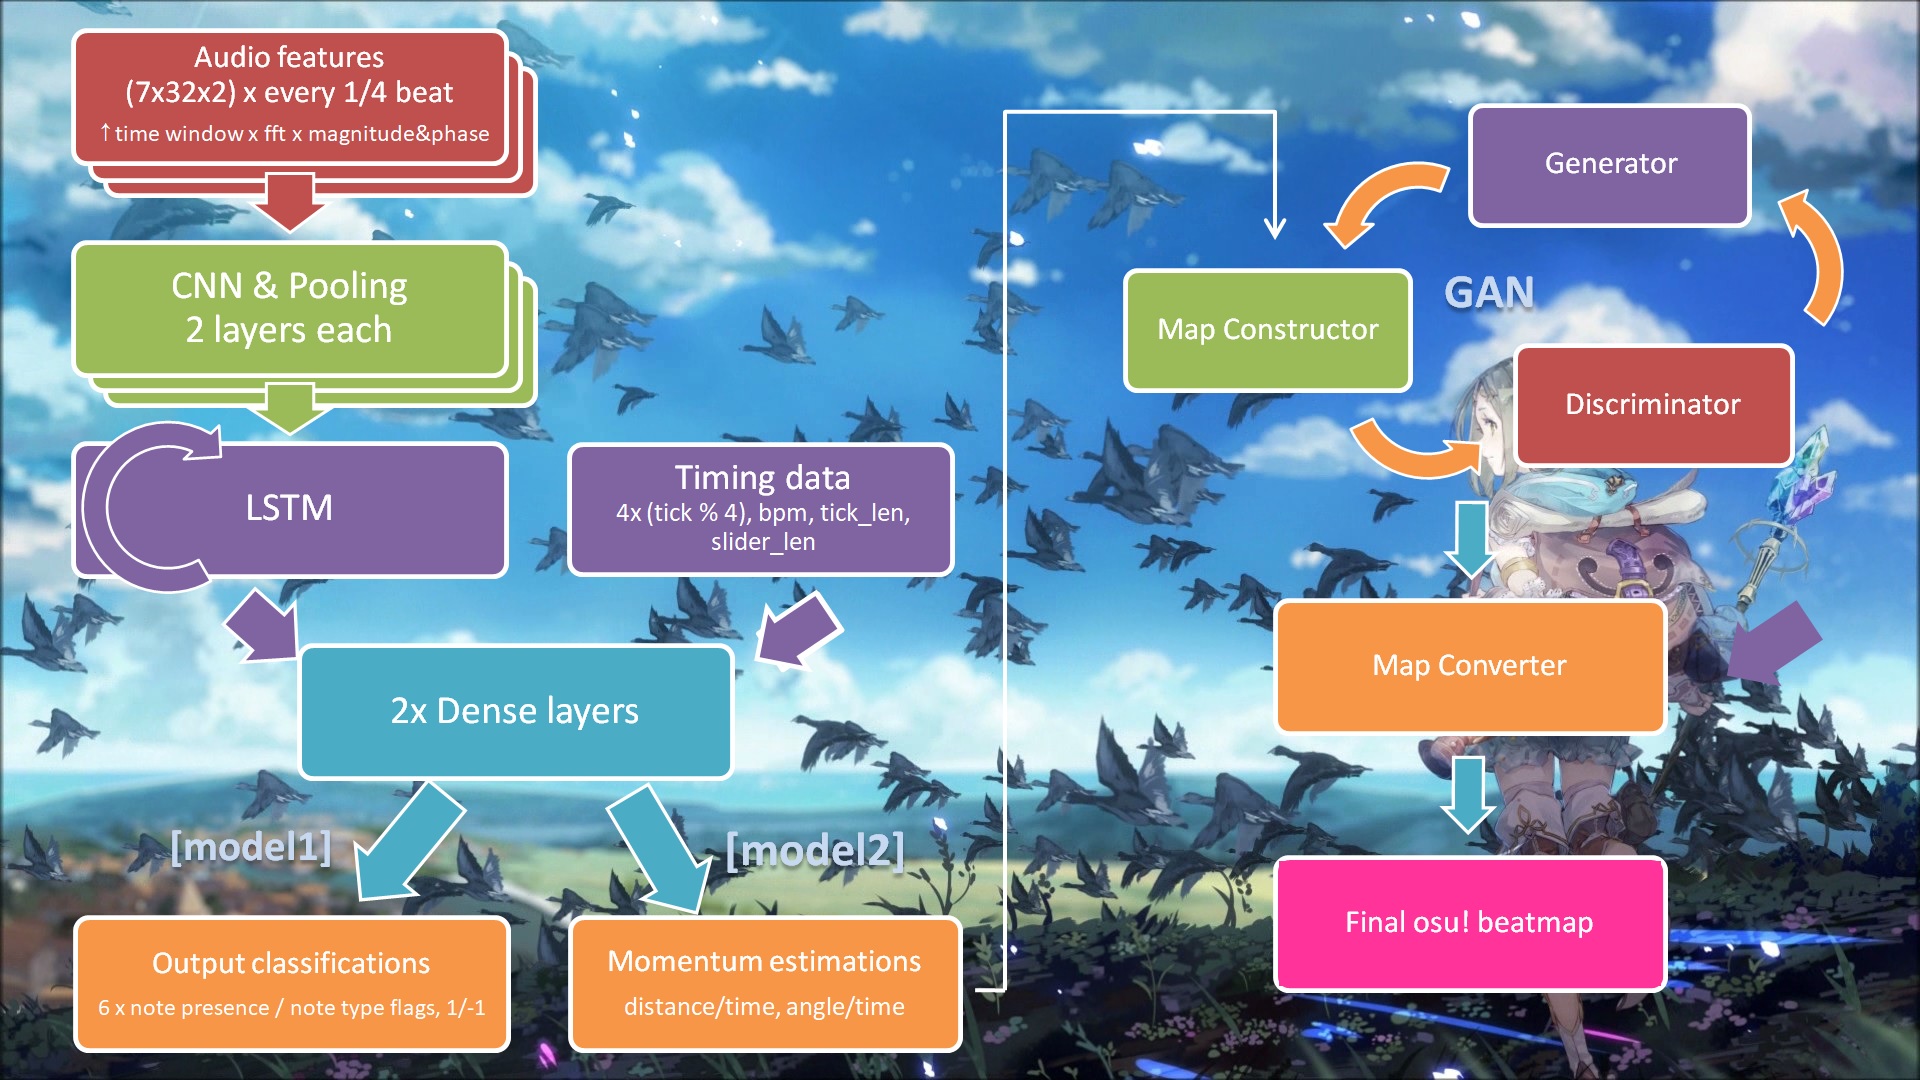 Audio features
(7x32x2) x every 1/4 beat
↑time window x fft x magnitude&phase
CNN & Pooling
2 layers each
LSTM
Timing data
4x (tick % 4), bpm, tick_len,
slider_len
2x Dense layers
[model1]
[model2]
Output classifications
6 x note presence / note type flags, 1/-1
Momentum estimations
distance/time, angle/time
Generator
GAN
Map Constructor
Discriminator
Map Converter
Final osu! beatmap